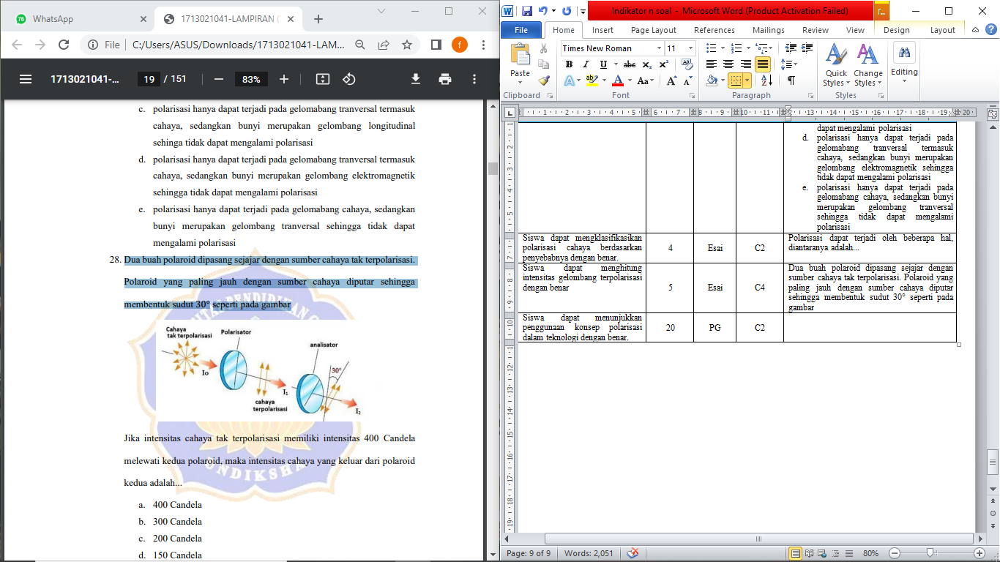 WhatsApp
1713021041-LAMPIRAN (
File
C:/Users/ASUS/Downloads/1713021041-LAM...
f
1713021041-...
19 / 151
83%
c. polarisasi hanya dapat terjadi pada gelomabang tranversal termasuk
cahaya, sedangkan bunyi merupakan gelombang longitudinal
sehinga tidak dapat mengalami polarisasi
d. polarisasi hanya dapat terjadi pada gelomabang tranversal termasuk
cahaya, sedangkan bunyi merupakan gelombang elektromagnetik
sehingga tidak dapat mengalami polarisasi
e. polarisasi hanya dapat terjadi pada gelomabang cahaya, sedangkan
bunyi merupakan gelombang tranversal sehingga tidak dapat
mengalami polarisasi
28. Dua buah polaroid dipasang sejajar dengan sumber cahaya tak terpolarisasi.
Polaroid yang paling jauh dengan sumber cahaya diputar sehingga
membentuk sudut 30° seperti pada gambar
Cahaya
tak terpolarisasi
Polarisator
analisator
30°
Io
I1
cahaya
terpolarisasi
I2
UNDIKSHA
Jika intensitas cahaya tak terpolarisasi memiliki intensitas 400 Candela
melewati kedua polaroid, maka intensitas cahaya yang keluar dari polaroid
kedua adalah...
a. 400 Candela
b. 300 Candela
c. 200 Candela
d. 150 Candela
Indikator n soal - Microsoft Word (Product Activation Failed)
File Home Insert Page Layout References Mailings Review View Design Layout
Paste
Clipboard
Times New Roman
11
Font
Paragraph
Quick Styles
Change Styles
Styles
Editing
dapat mengalami polarisasi
d. polarisasi hanya dapat terjadi pada
gelomabang tranversal termasuk
cahaya, sedangkan bunyi merupakan
gelombang elektromagnetik sehingga
tidak dapat mengalami polarisasi
e. polarisasi hanya dapat terjadi pada
gelomabang cahaya, sedangkan bunyi
merupakan gelombang tranversal
sehingga tidak dapat mengalami
polarisasi
Siswa dapat mengklasifikasikan
polarisasi cahaya berdasarkan
penyebabnya dengan benar.
4
Esai
C2
Polarisasi dapat terjadi oleh beberapa hal,
diantaranya adalah...
Siswa dapat menghitung
intensitas gelombang terpolarisasi
dengan benar
5
Esai
C4
Dua buah polaroid dipasang sejajar dengan
sumber cahaya tak terpolarisasi. Polaroid yang
paling jauh dengan sumber cahaya diputar
sehingga membentuk sudut 30° seperti pada
gambar
Siswa dapat menunjukkan
penggunaan konsep polarisasi
dalam teknologi dengan benar.
20
PG
C2
Page: 9 of 9
Words: 2,051
80%